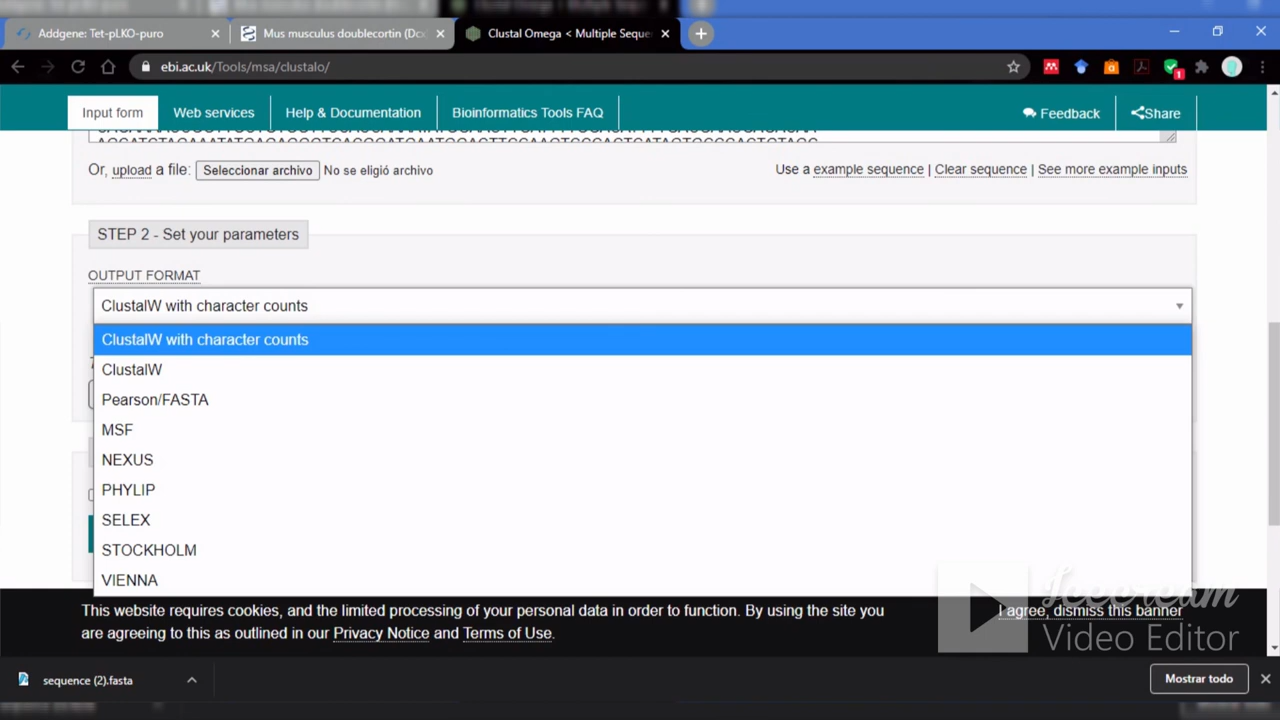 Addgene: Tet-pLKO-puro
Mus musculus doublecortin (Dcx)
Clustal Omega < Multiple Seque
ebi.ac.uk/Tools/msa/clustalo/
1
Input form
Web services
Help & Documentation
Bioinformatics Tools FAQ
Feedback
Share
Or, upload a file: Seleccionar archivo No se eligió archivo
Use a example sequence | Clear sequence | See more example inputs
STEP 2 - Set your parameters
OUTPUT FORMAT
ClustalW with character counts
ClustalW with character counts
ClustalW
Pearson/FASTA
MSF
NEXUS
PHYLIP
SELEX
STOCKHOLM
VIENNA
This website requires cookies, and the limited processing of your personal data in order to function. By using the site you
are agreeing to this as outlined in our Privacy Notice and Terms of Use.
I agree, dismiss this banner
Icecream
Video Editor
sequence (2).fasta
Mostrar todo